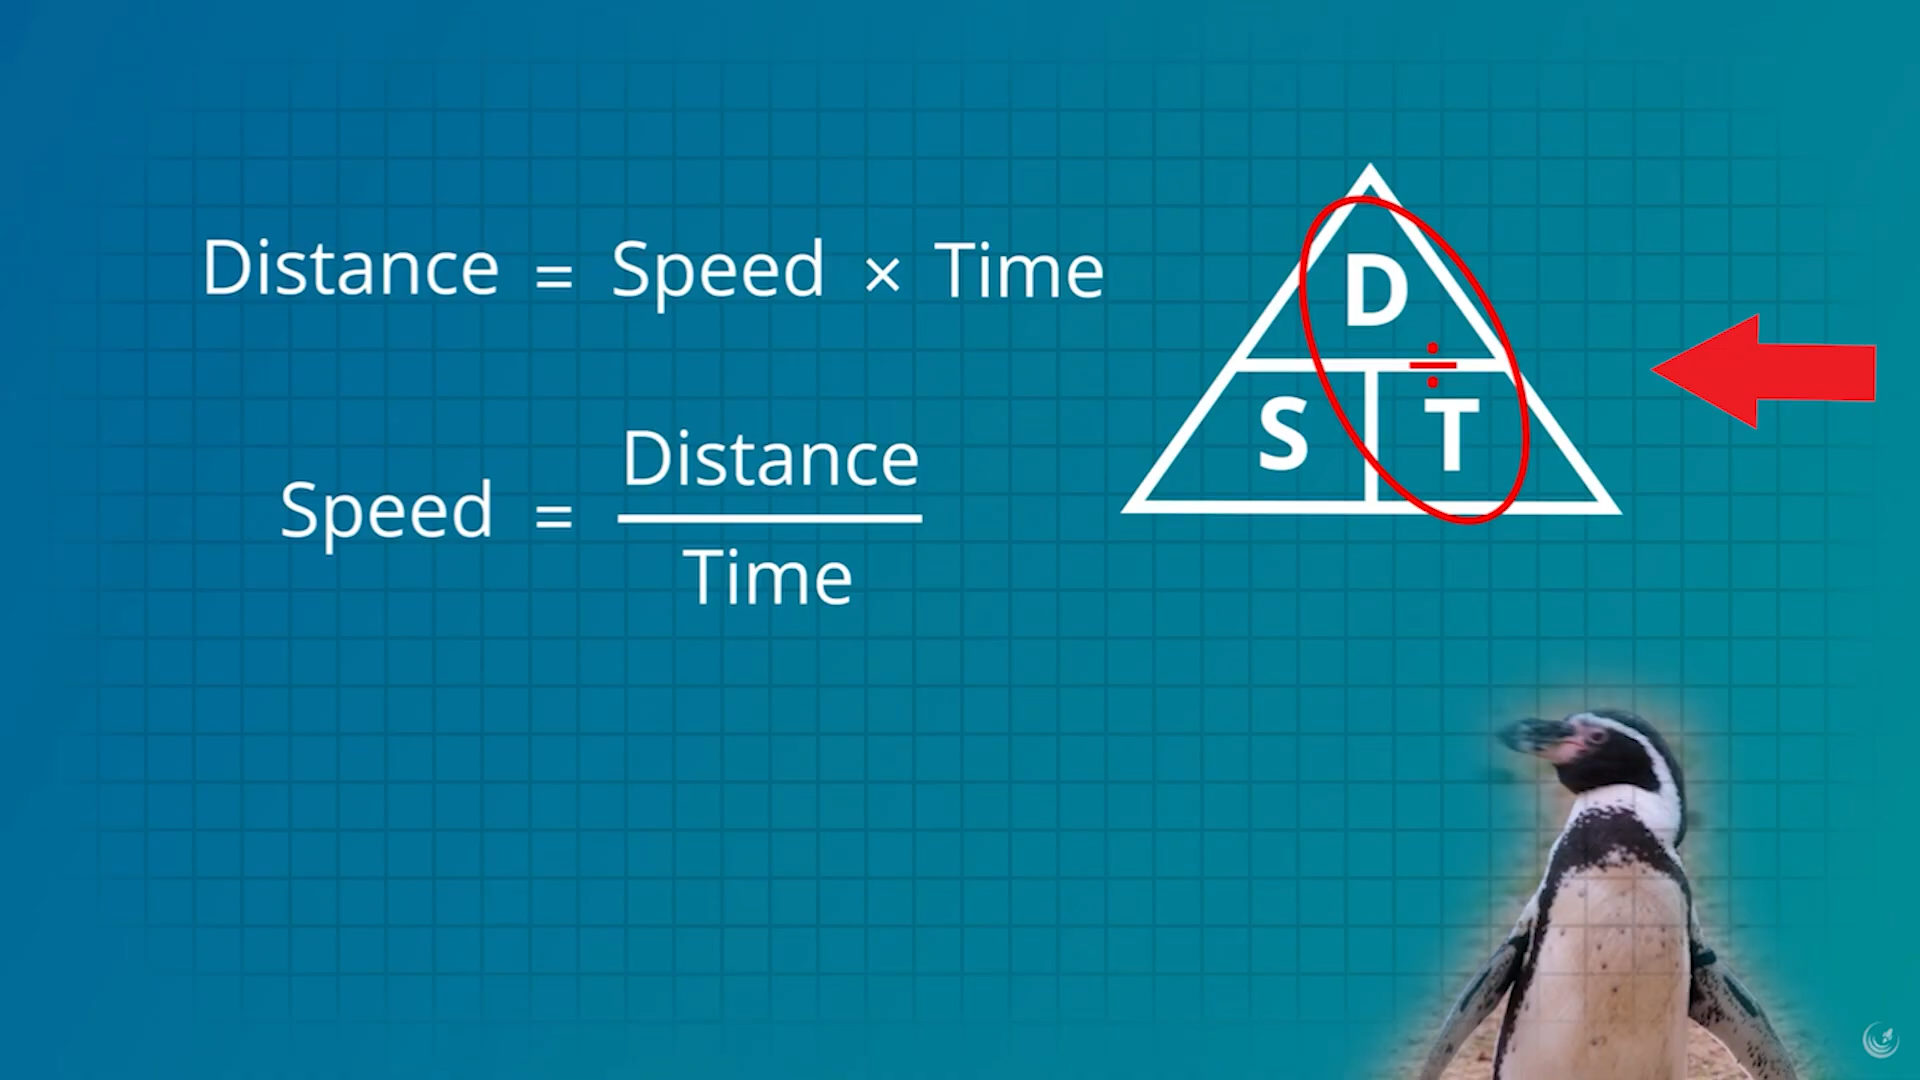 Distance = Speed × Time
Speed = Distance
Time
D
÷
S T